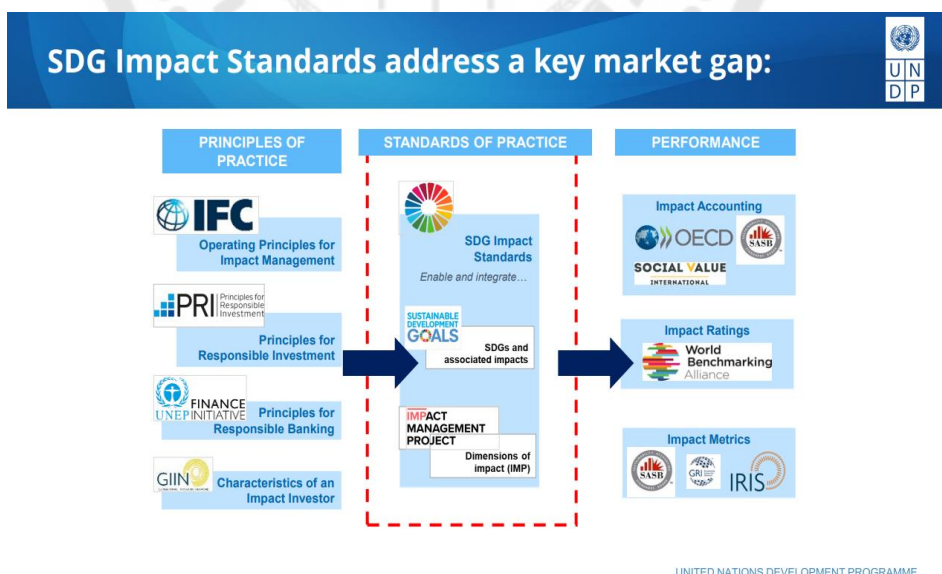 SDG Impact Standards address a key market gap:
U N
D P
PRINCIPLES OF
PRACTICE
IFC
Operating Principles for
Impact Management
PRI Principles for
Responsible
Investment
Principles for
Responsible Investment
FINANCE
UNEP INITIATIVE
Principles for
Responsible Banking
GIIN
Characteristics of an
Impact Investor
STANDARDS OF PRACTICE
SDG Impact
Standards
Enable and integrate…
SUSTAINABLE
DEVELOPMENT
GOALS
SDGs and
associated impacts
IMPACT
MANAGEMENT
PROJECT
Dimensions of
impact (IMP)
PERFORMANCE
Impact Accounting
OECD
SASB
SOCIAL VALUE
INTERNATIONAL
Impact Ratings
World
Benchmarking
Alliance
Impact Metrics
SASB
GRI
IRIS
UNITED NATIONS DEVELOPMENT PROGRAMME